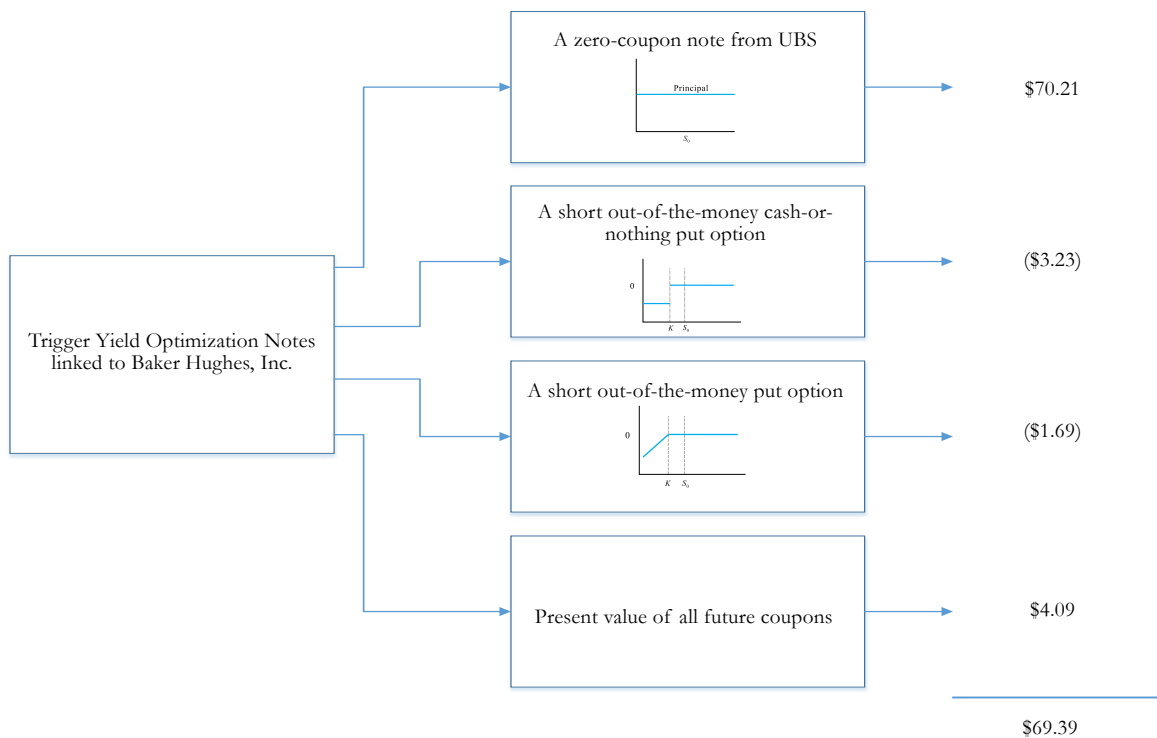 A zero-coupon note from UBS
Principal
S₀
$70.21
A short out-of-the-money cash-or-
nothing put option
0
K
S₀
($3.23)
Trigger Yield Optimization Notes
linked to Baker Hughes, Inc.
A short out-of-the-money put option
0
K
S₀
($1.69)
Present value of all future coupons
$4.09
$69.39